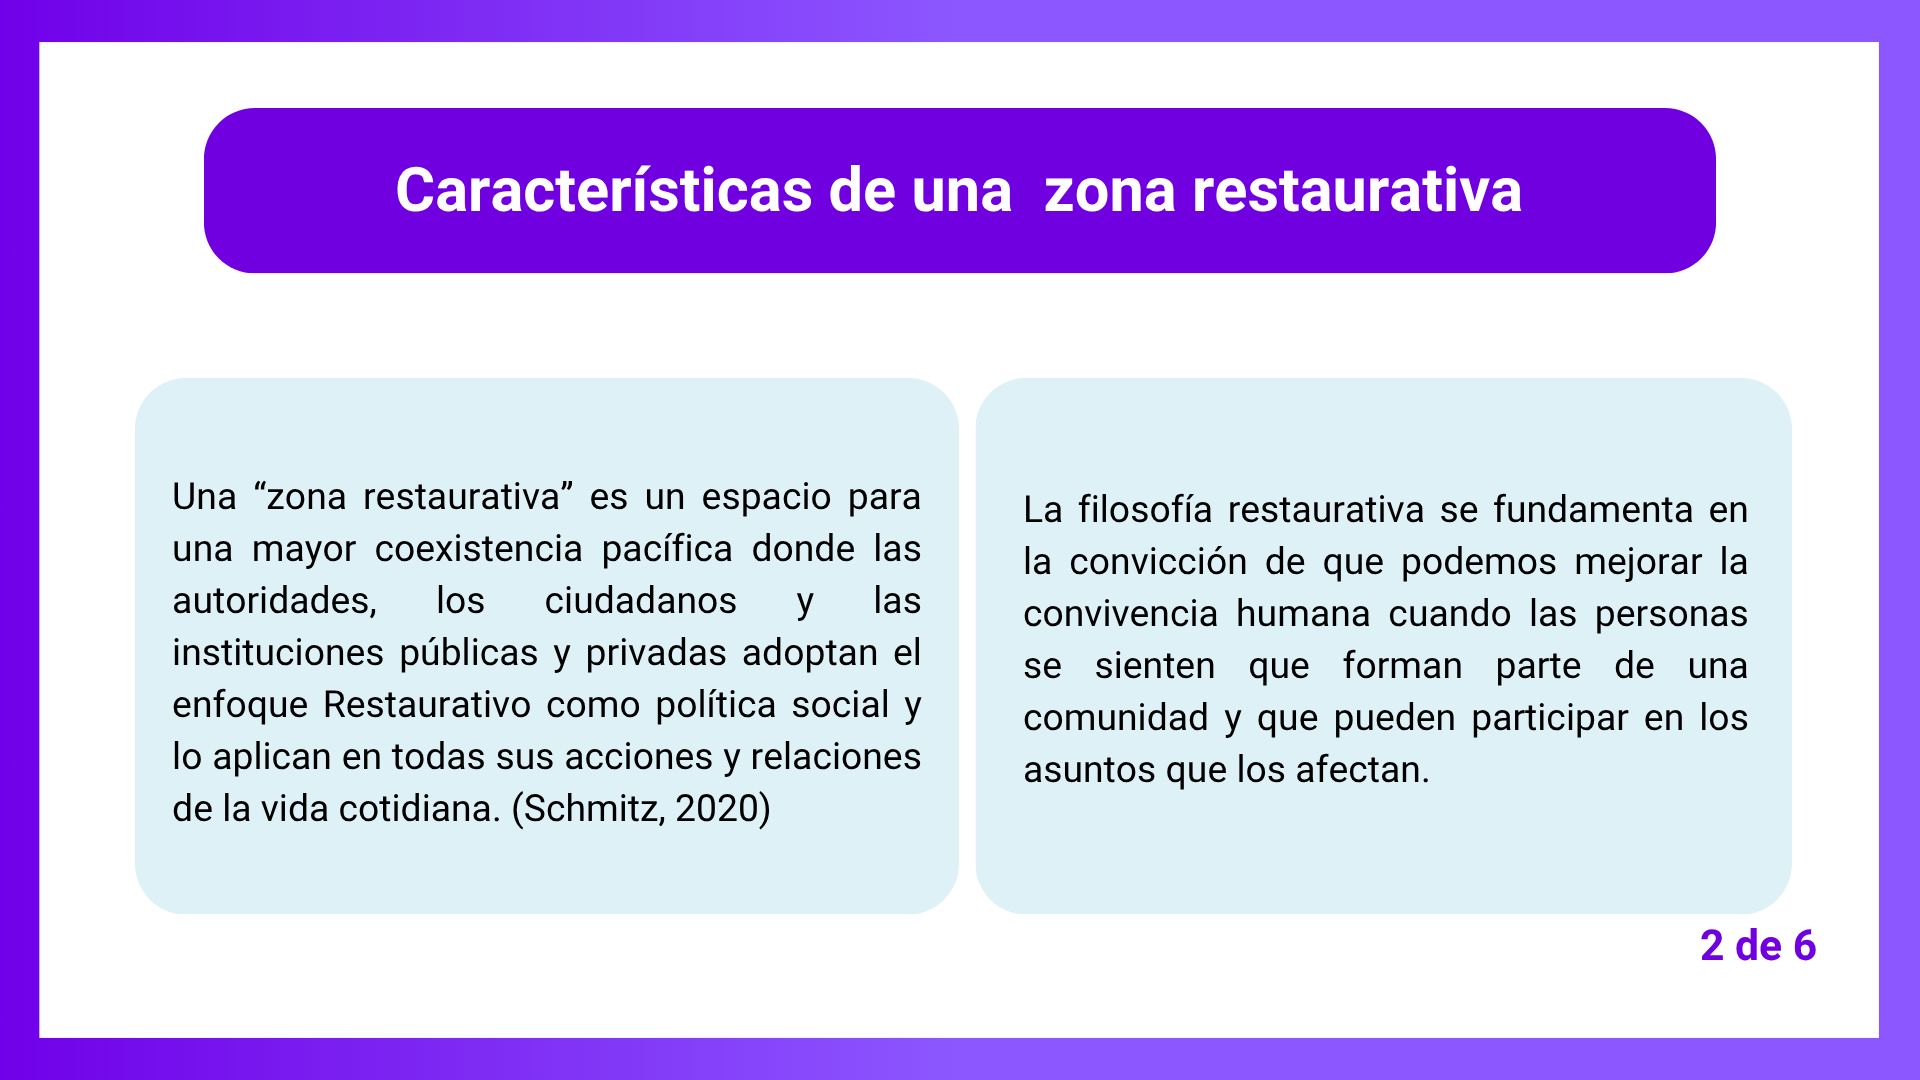 Características de una  zona restaurativa
Una “zona restaurativa” es un espacio para
una mayor coexistencia pacífica donde las
autoridades, los ciudadanos y las
instituciones públicas y privadas adoptan el
enfoque Restaurativo como política social y
lo aplican en todas sus acciones y relaciones
de la vida cotidiana. (Schmitz, 2020)
La filosofía restaurativa se fundamenta en
la convicción de que podemos mejorar la
convivencia humana cuando las personas
se sienten que forman parte de una
comunidad y que pueden participar en los
asuntos que los afectan.
2 de 6